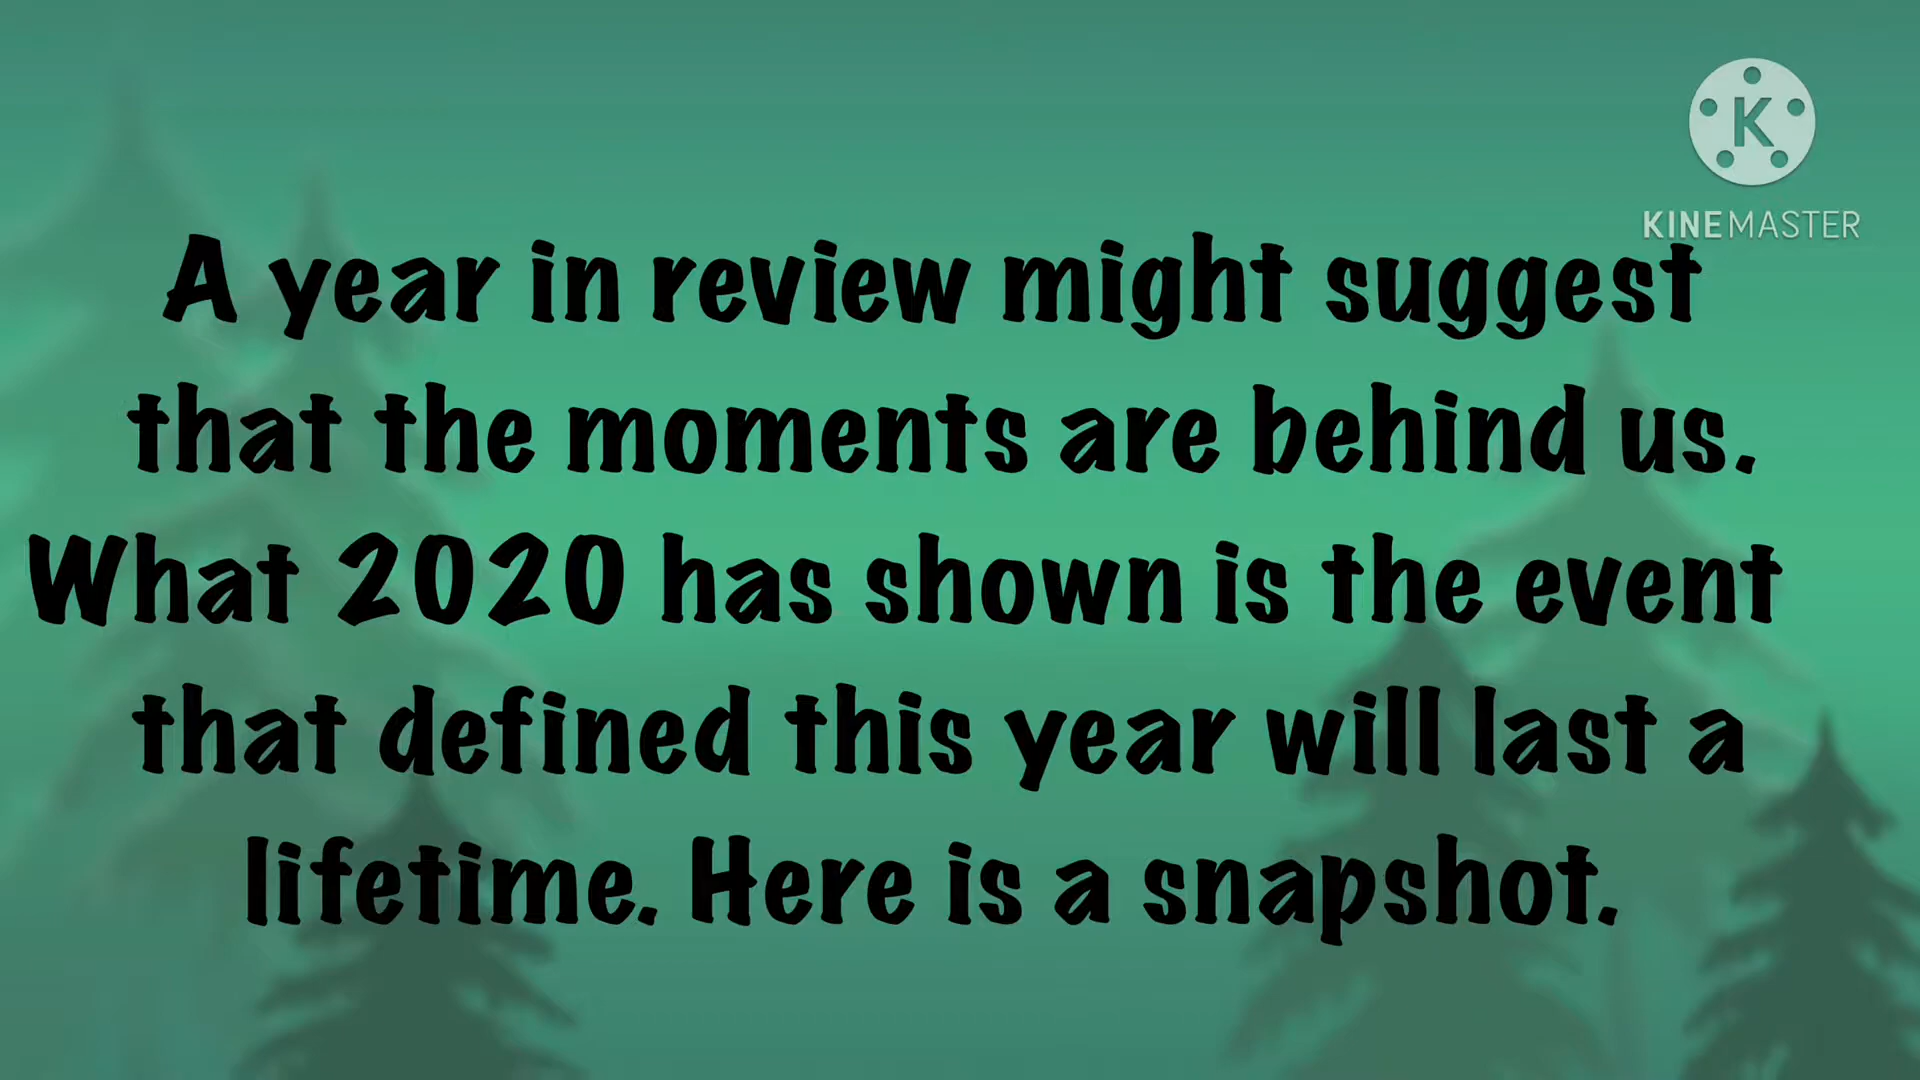 K
KINEMASTER
A year in review might suggest
that the moments are behind us.
What 2020 has shown is the event
that defined this year will last a
lifetime. Here is a snapshot.